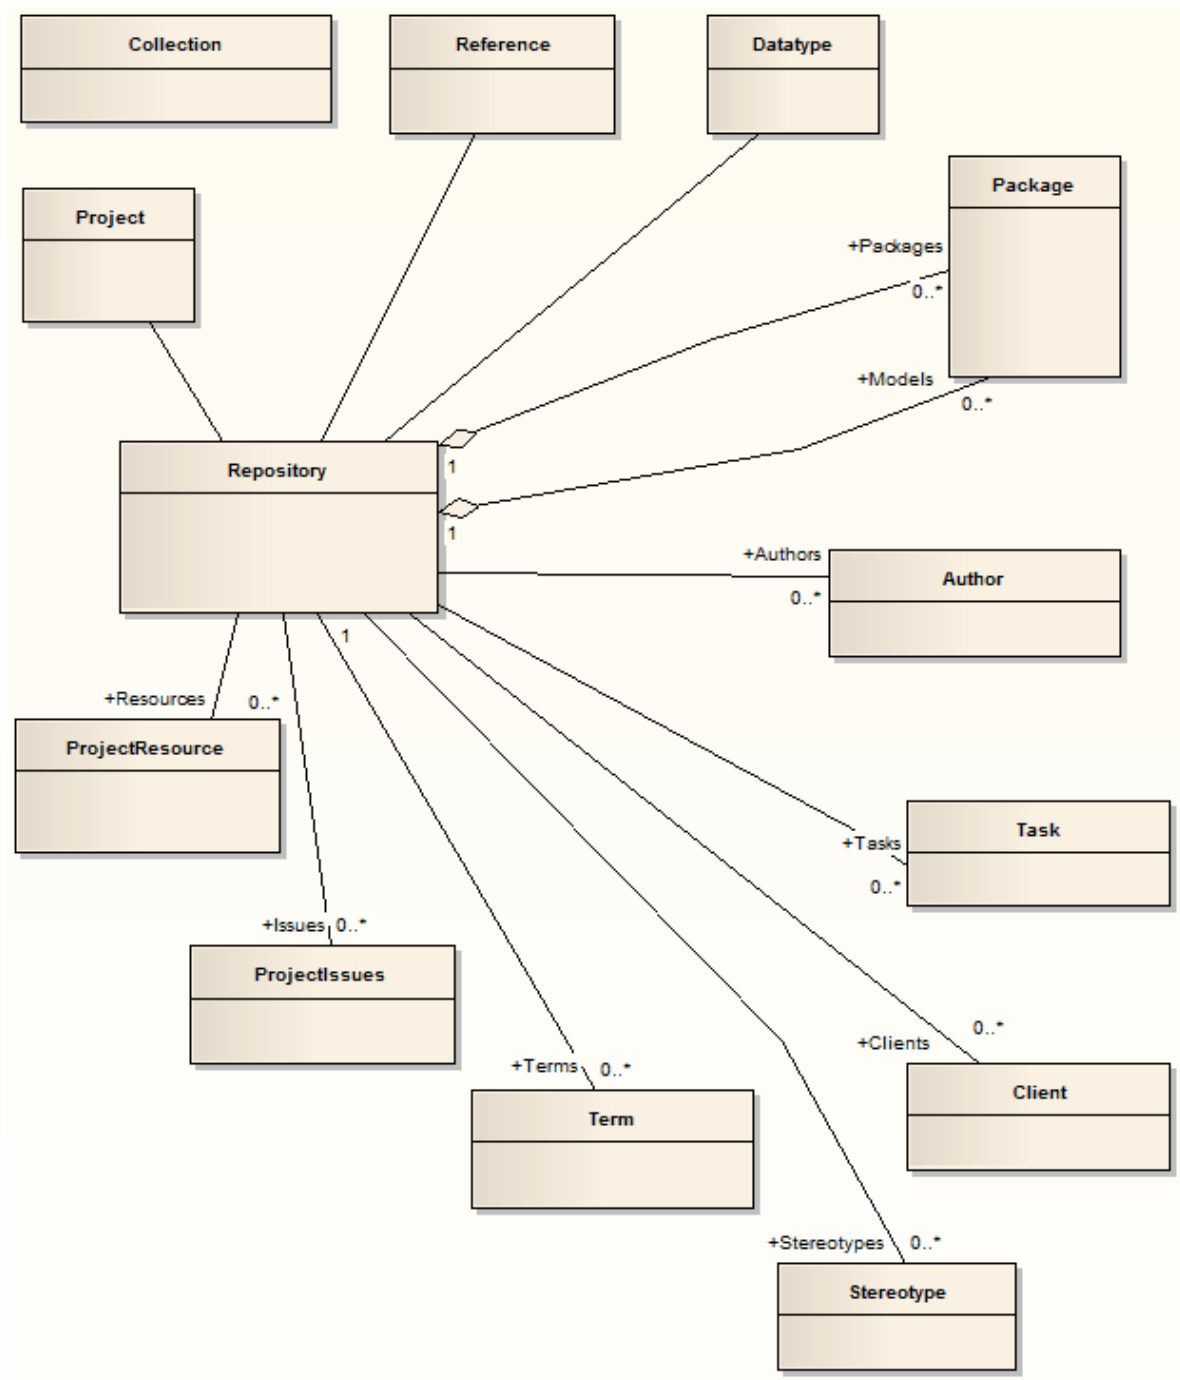 Collection
Reference
Datatype
Package
Project
+Packages
0..*
+Models
0..*
Repository
1
1
+Authors
0..*
Author
1
+Resources
0..*
ProjectResource
Task
+Tasks
0..*
+Issues
0..*
ProjectIssues
+Clients
0..*
Client
+Terms
0..*
Term
+Stereotypes
0..*
Stereotype